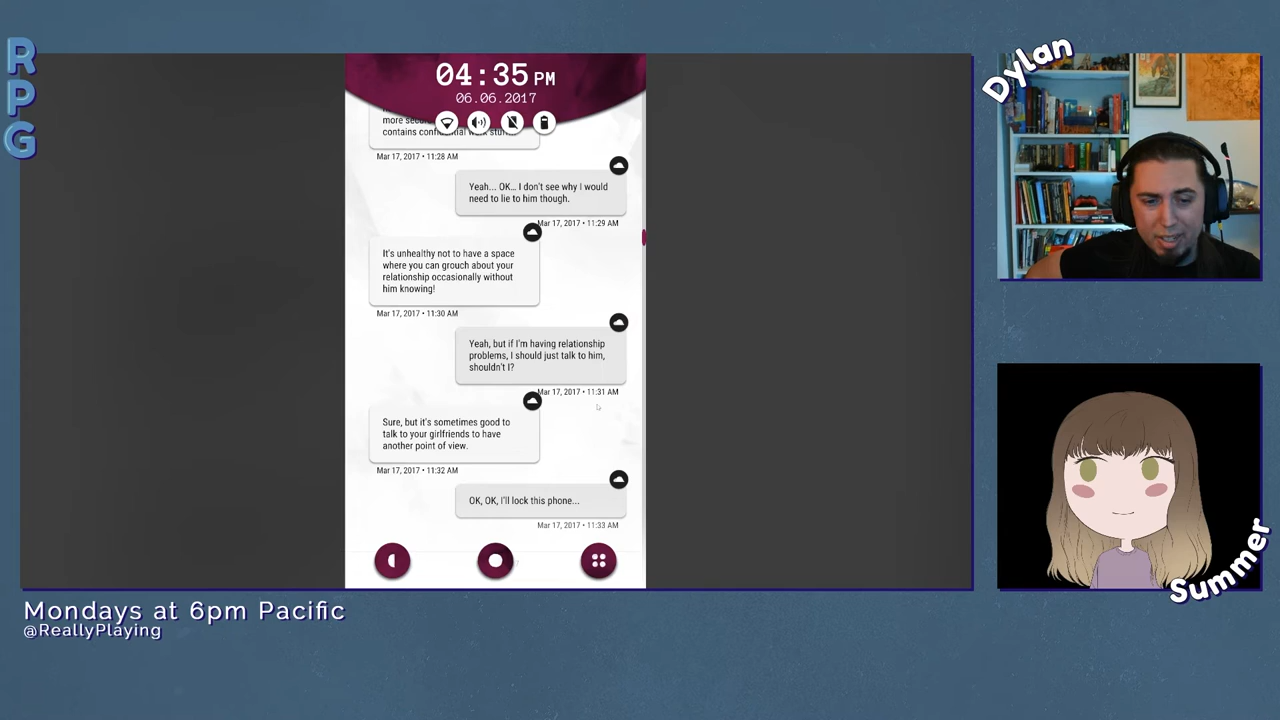 RPG
04:35 PM
06.06.2017
more
contains
Mar 17, 2017 • 11:28 AM
Yeah... OK... I don't see why I would
need to lie to him though.
Mar 17, 2017 • 11:29 AM
It's unhealthy not to have a space
where you can grouch about your
relationship occasionally without
him knowing!
Mar 17, 2017 • 11:30 AM
Yeah, but if I'm having relationship
problems, I should just talk to him,
shouldn't I?
Mar 17, 2017 • 11:31 AM
Sure, but it's sometimes good to
talk to your girlfriends to have
another point of view.
Mar 17, 2017 • 11:32 AM
OK, OK, I'll lock this phone...
Mar 17, 2017 • 11:33 AM
Dylan
Summer
Mondays at 6pm Pacific
@ReallyPlaying